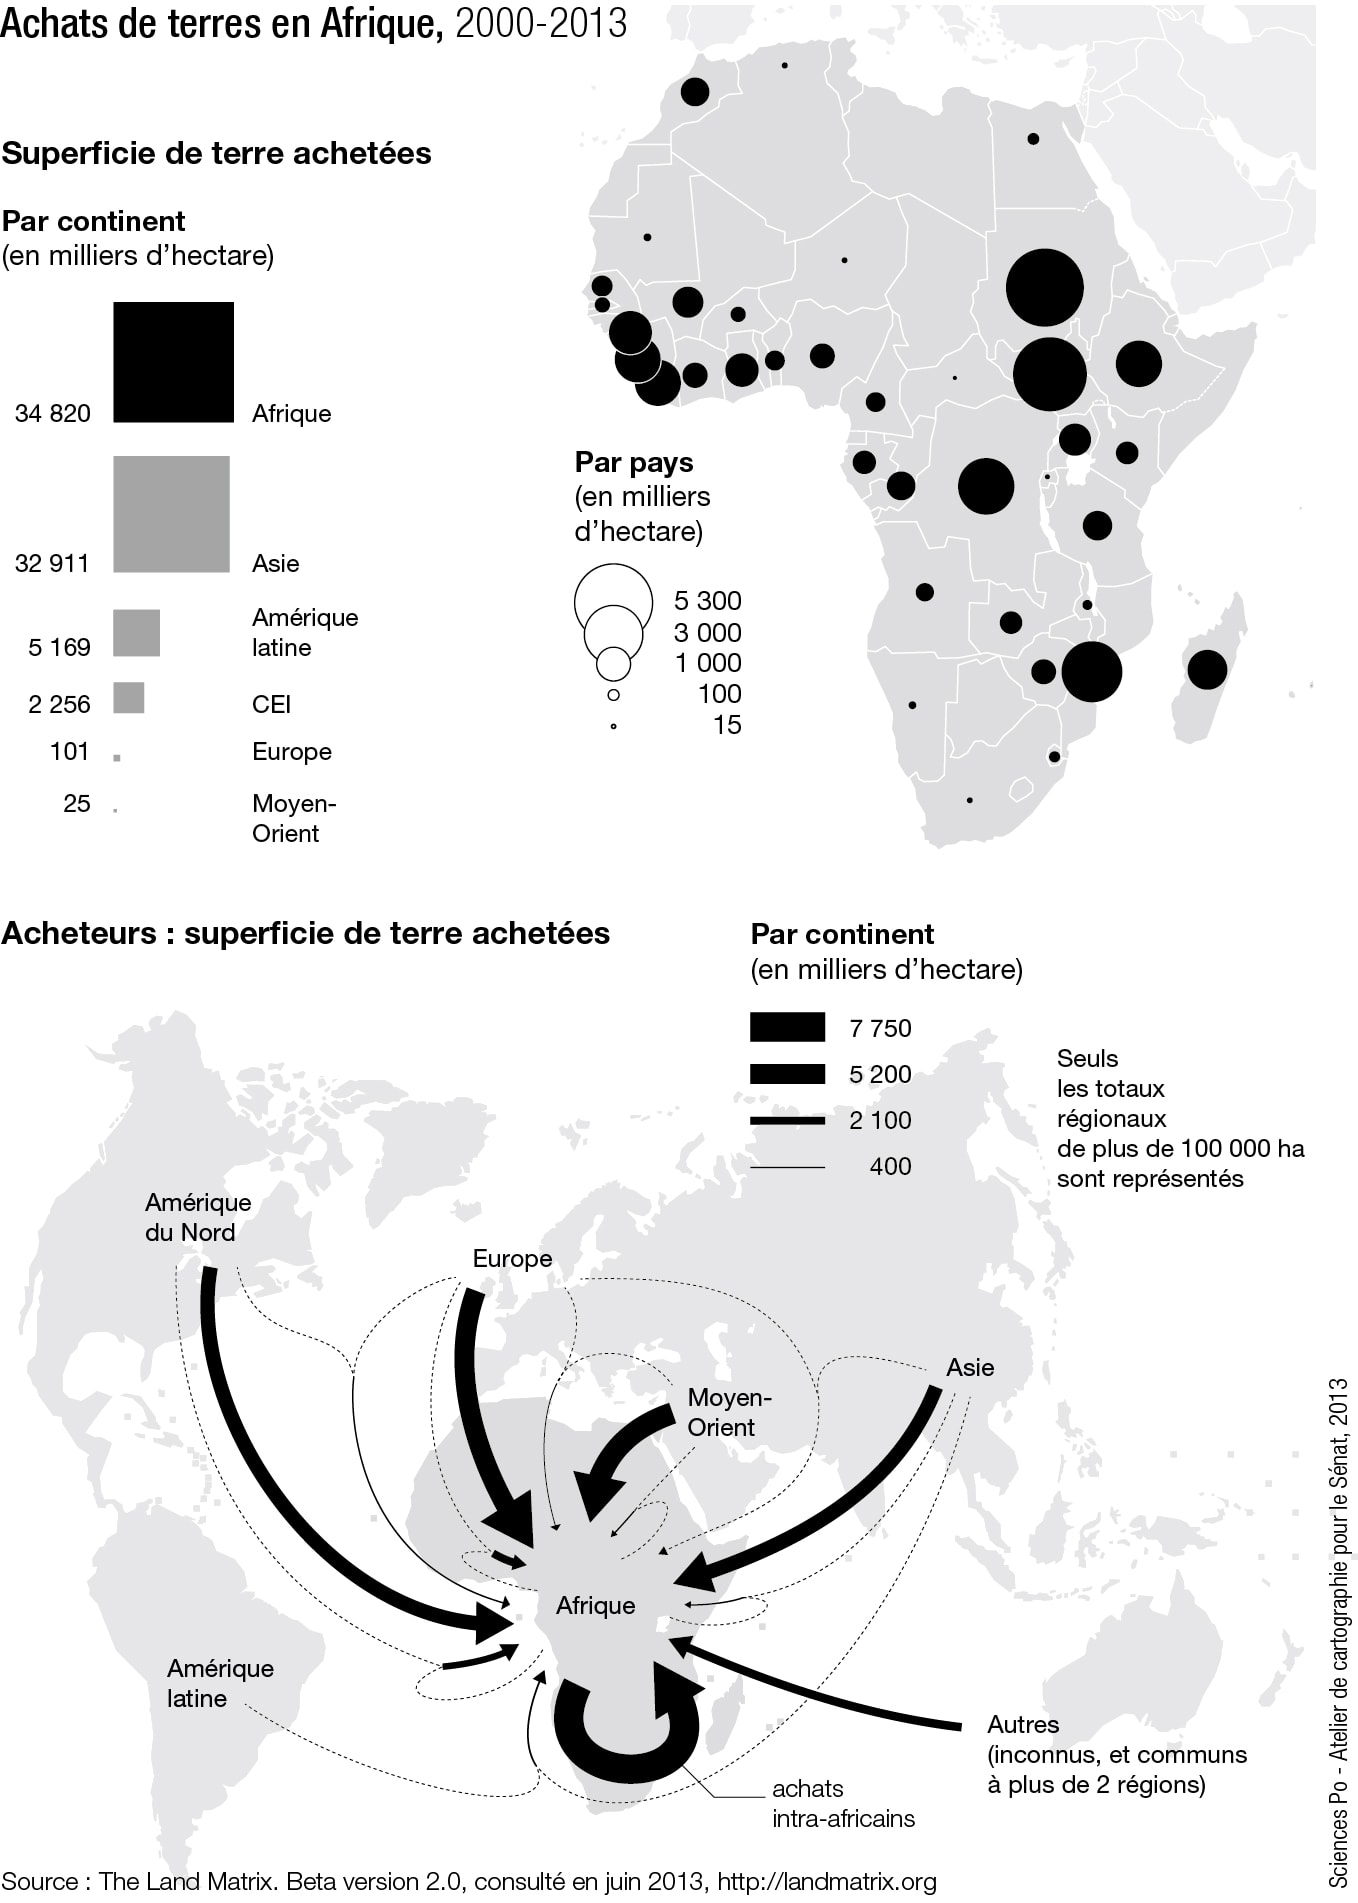 Achats de terres en Afrique, 2000-2013
Superficie de terre achetées
Par continent
(en milliers d’hectare)
34 820
Afrique
32 911
Asie
5 169
Amérique
latine
2 256
CEI
101
Europe
25
Moyen-
Orient
Par pays
(en milliers
d’hectare)
5 300
3 000
1 000
100
15
Acheteurs : superficie de terre achetées
Par continent
(en milliers d’hectare)
7 750
5 200
2 100
400
Seuls
les totaux
régionaux
de plus de 100 000 ha
sont représentés
Amérique
du Nord
Europe
Asie
Moyen-
Orient
Afrique
Amérique
latine
Autres
(inconnus, et communs
à plus de 2 régions)
achats
intra-africains
Sciences Po - Atelier de cartographie pour le Sénat, 2013
Source : The Land Matrix. Beta version 2.0, consulté en juin 2013, http://landmatrix.org